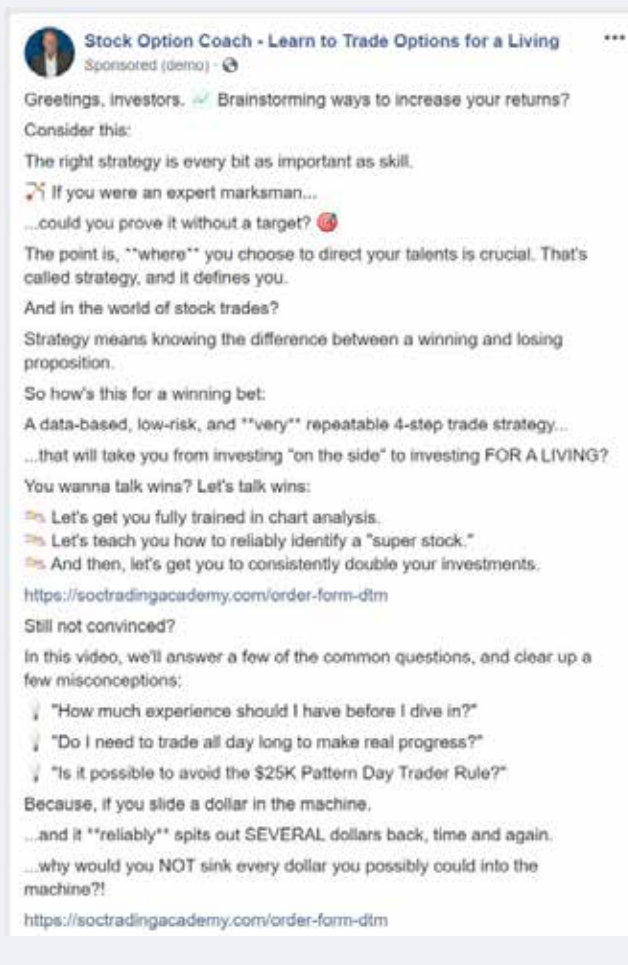 Stock Option Coach - Learn to Trade Options for a Living
Sponsored (demo) ·
Greetings, investors. Brainstorming ways to increase your returns?
Consider this:
The right strategy is every bit as important as skill.
If you were an expert marksman...
...could you prove it without a target?
The point is, **where** you choose to direct your talents is crucial. That's
called strategy, and it defines you.
And in the world of stock trades?
Strategy means knowing the difference between a winning and losing
proposition.
So how's this for a winning bet:
A data-based, low-risk, and **very** repeatable 4-step trade strategy...
...that will take you from investing "on the side" to investing FOR A LIVING?
You wanna talk wins? Let's talk wins:
Let's get you fully trained in chart analysis.
Let's teach you how to reliably identify a "super stock."
And then, let's get you to consistently double your investments.
https://soctradingacademy.com/order-form-dtm
Still not convinced?
In this video, we'll answer a few of the common questions, and clear up a
few misconceptions:
"How much experience should I have before I dive in?"
"Do I need to trade all day long to make real progress?"
"Is it possible to avoid the $25K Pattern Day Trader Rule?"
Because, if you slide a dollar in the machine.
...and it **reliably** spits out SEVERAL dollars back, time and again.
...why would you NOT sink every dollar you possibly could into the
machine?!
https://soctradingacademy.com/order-form-dtm